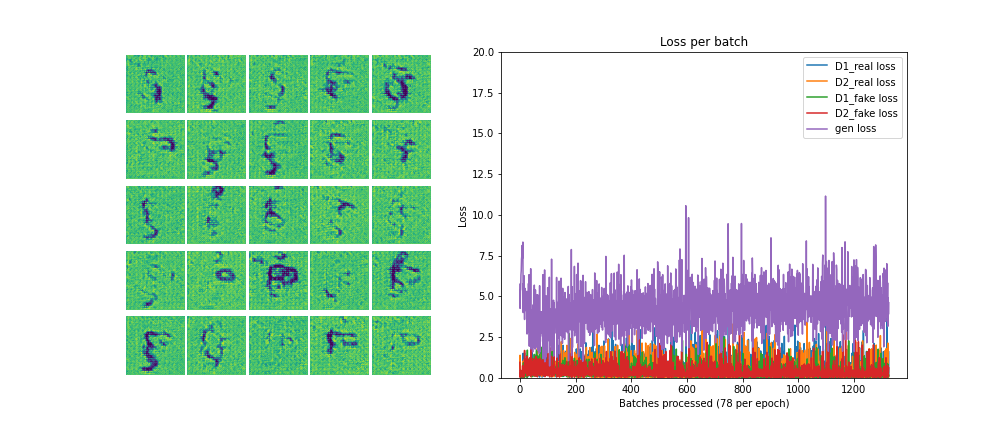 Loss per batch
20.0
17.5
15.0
12.5
10.0
7.5
5.0
2.5
0.0
Loss
D1_real loss
D2_real loss
D1_fake loss
D2_fake loss
gen loss
0 200 400 600 800 1000 1200
Batches processed (78 per epoch)